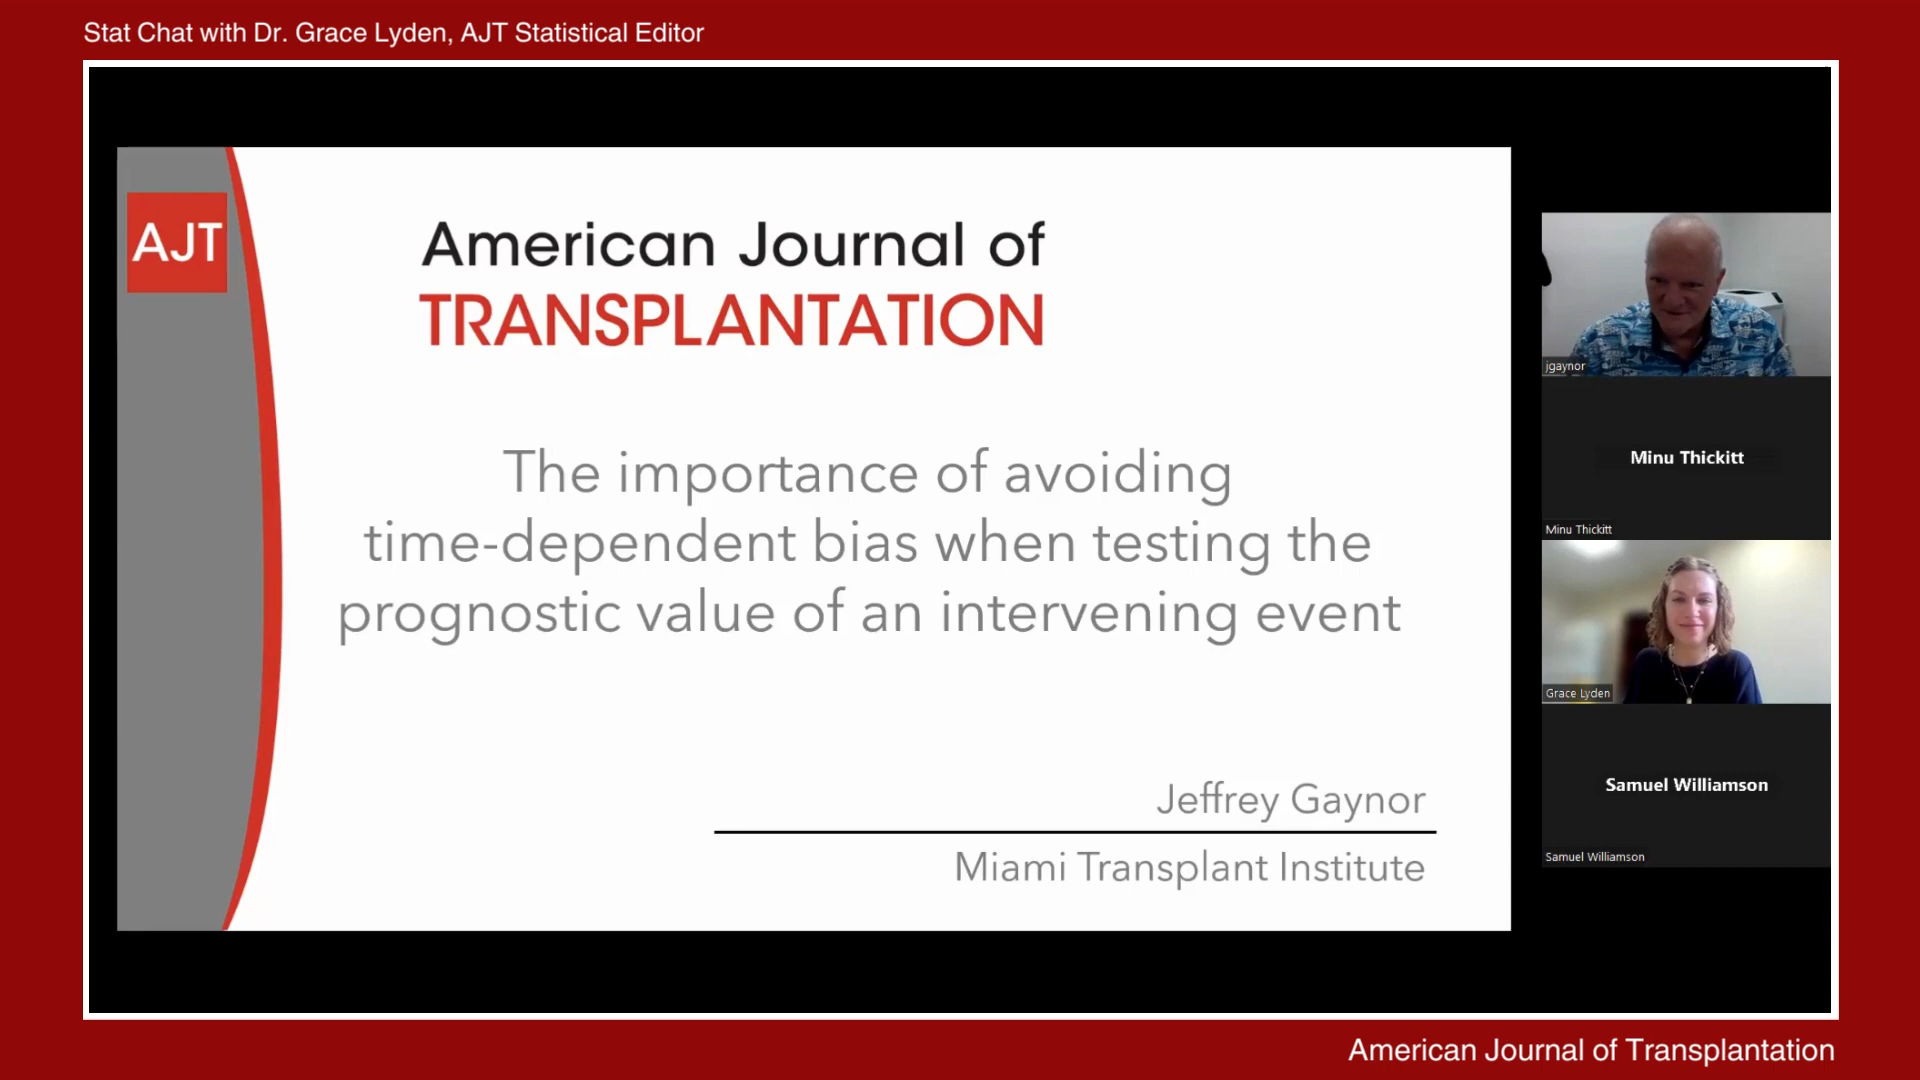 Stat Chat with Dr. Grace Lyden, AJT Statistical Editor
AJT
American Journal of
TRANSPLANTATION
The importance of avoiding
time-dependent bias when testing the
prognostic value of an intervening event
Jeffrey Gaynor
Miami Transplant Institute
jgaynor
Minu Thickitt
Minu Thickitt
Grace Lyden
Samuel Williamson
Samuel Williamson
American Journal of Transplantation